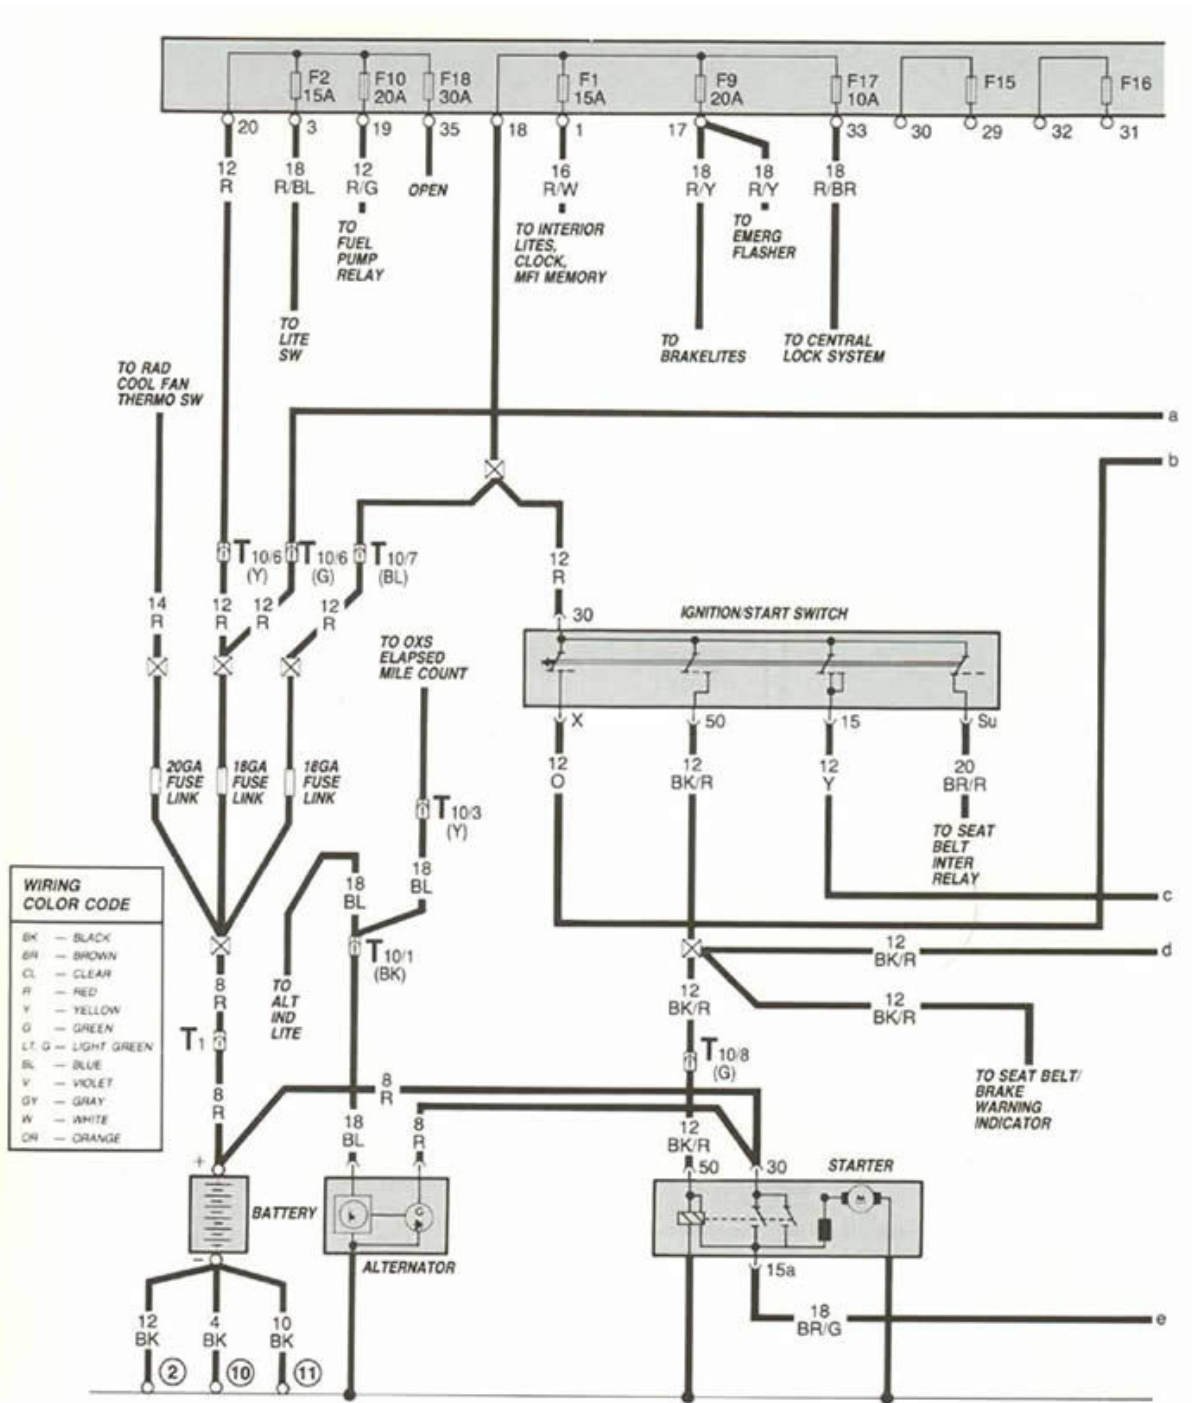 F2
15A
F10
20A
F18
30A
F1
15A
F9
20A
F17
10A
F15
F16
20
3
19
35
18
1
17
33
30
29
32
31
12
R
18
R/BL
12
R/G
OPEN
16
R/W
18
R/Y
18
R/Y
18
R/BR
TO
FUEL
PUMP
RELAY
TO INTERIOR
LITES,
CLOCK,
MFI MEMORY
TO
EMERG
FLASHER
TO
LITE
SW
TO
BRAKELITES
TO CENTRAL
LOCK SYSTEM
TO RAD
COOL FAN
THERMO SW
a
b
T10/6
(Y)
T10/6
(G)
T10/7
(BL)
12
R
14
R
12
R
12
R
12
R
30
IGNITION/START SWITCH
TO OXS
ELAPSED
MILE COUNT
X
50
15
Su
20GA
FUSE
LINK
16GA
FUSE
LINK
16GA
FUSE
LINK
12
O
12
BK/R
12
Y
20
BR/R
T10/3
(Y)
TO SEAT
BELT
INTER
RELAY
18
BL
18
BL
c
WIRING
COLOR CODE
BK — BLACK
BR — BROWN
CL — CLEAR
R — RED
Y — YELLOW
G — GREEN
LT. G — LIGHT GREEN
BL — BLUE
V — VIOLET
GY — GRAY
W — WHITE
OR — ORANGE
T10/1
(BK)
12
BK/R
d
8
R
TO
ALT
IND
LITE
12
BK/R
12
BK/R
T1
T10/8
(G)
TO SEAT BELT/
BRAKE
WARNING
INDICATOR
8
R
8
R
18
BL
8
R
12
BK/R
+
50
30
STARTER
BATTERY
G
M
–
ALTERNATOR
15a
12
BK
4
BK
10
BK
18
BR/G
e
2
10
11